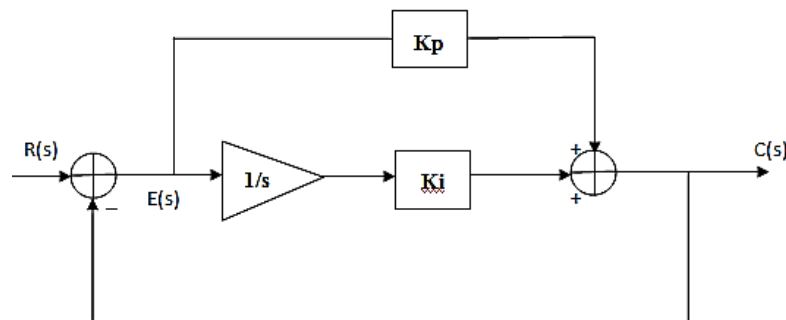 Kp
R(s)
+
C(s)
1/s
Ki
_
E(s)
+